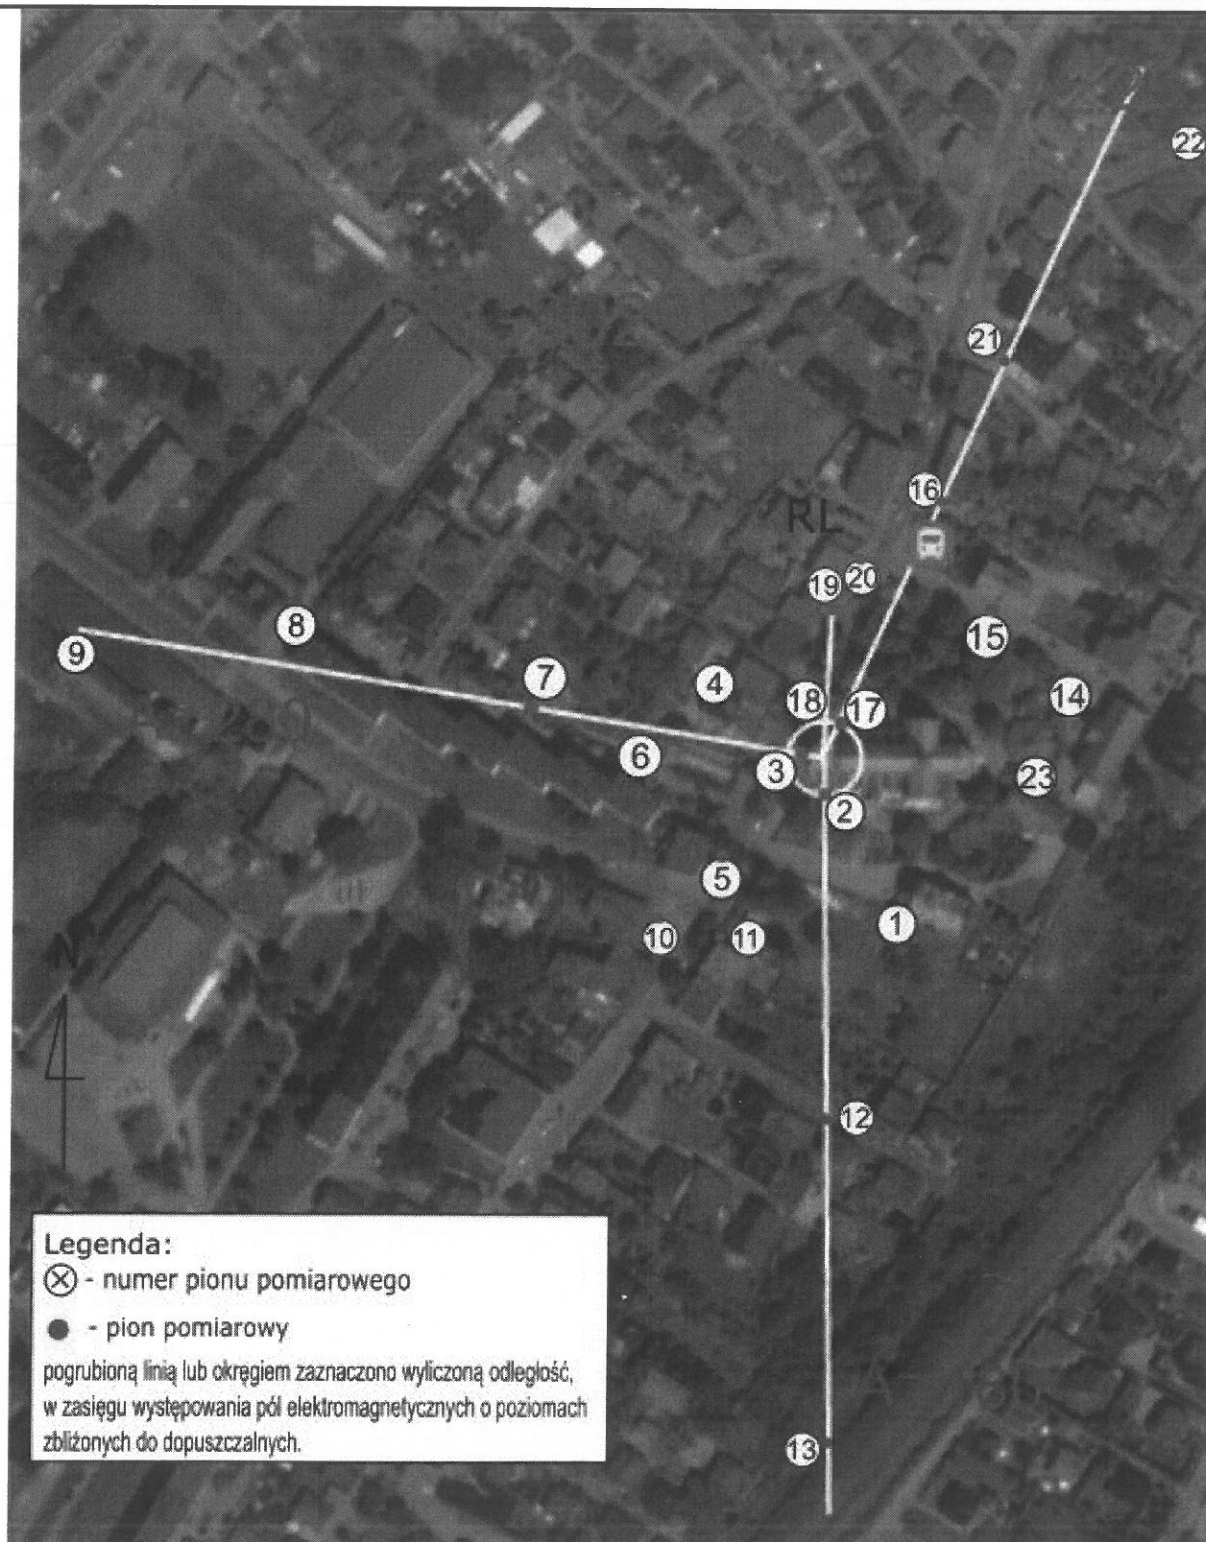 22
21
16
RL
19
20
8
15
9
7
4
14
18
17
6
3
23
2
5
1
10
11
N
12
Legenda:
⊗ - numer pionu pomiarowego
● - pion pomiarowy
pogrubioną linią lub okręgiem zaznaczono wyliczoną odległość,
w zasięgu występowania pól elektromagnetycznych o poziomach
zbliżonych do dopuszczalnych.
13